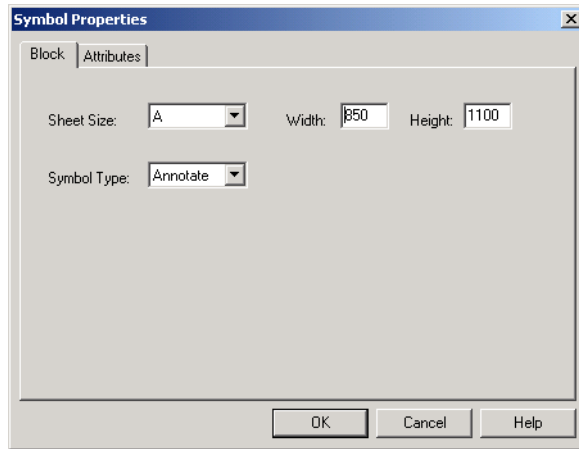 Symbol Properties
Block Attributes
Sheet Size: A Width: 850 Height: 1100
Symbol Type: Annotate
OK Cancel Help